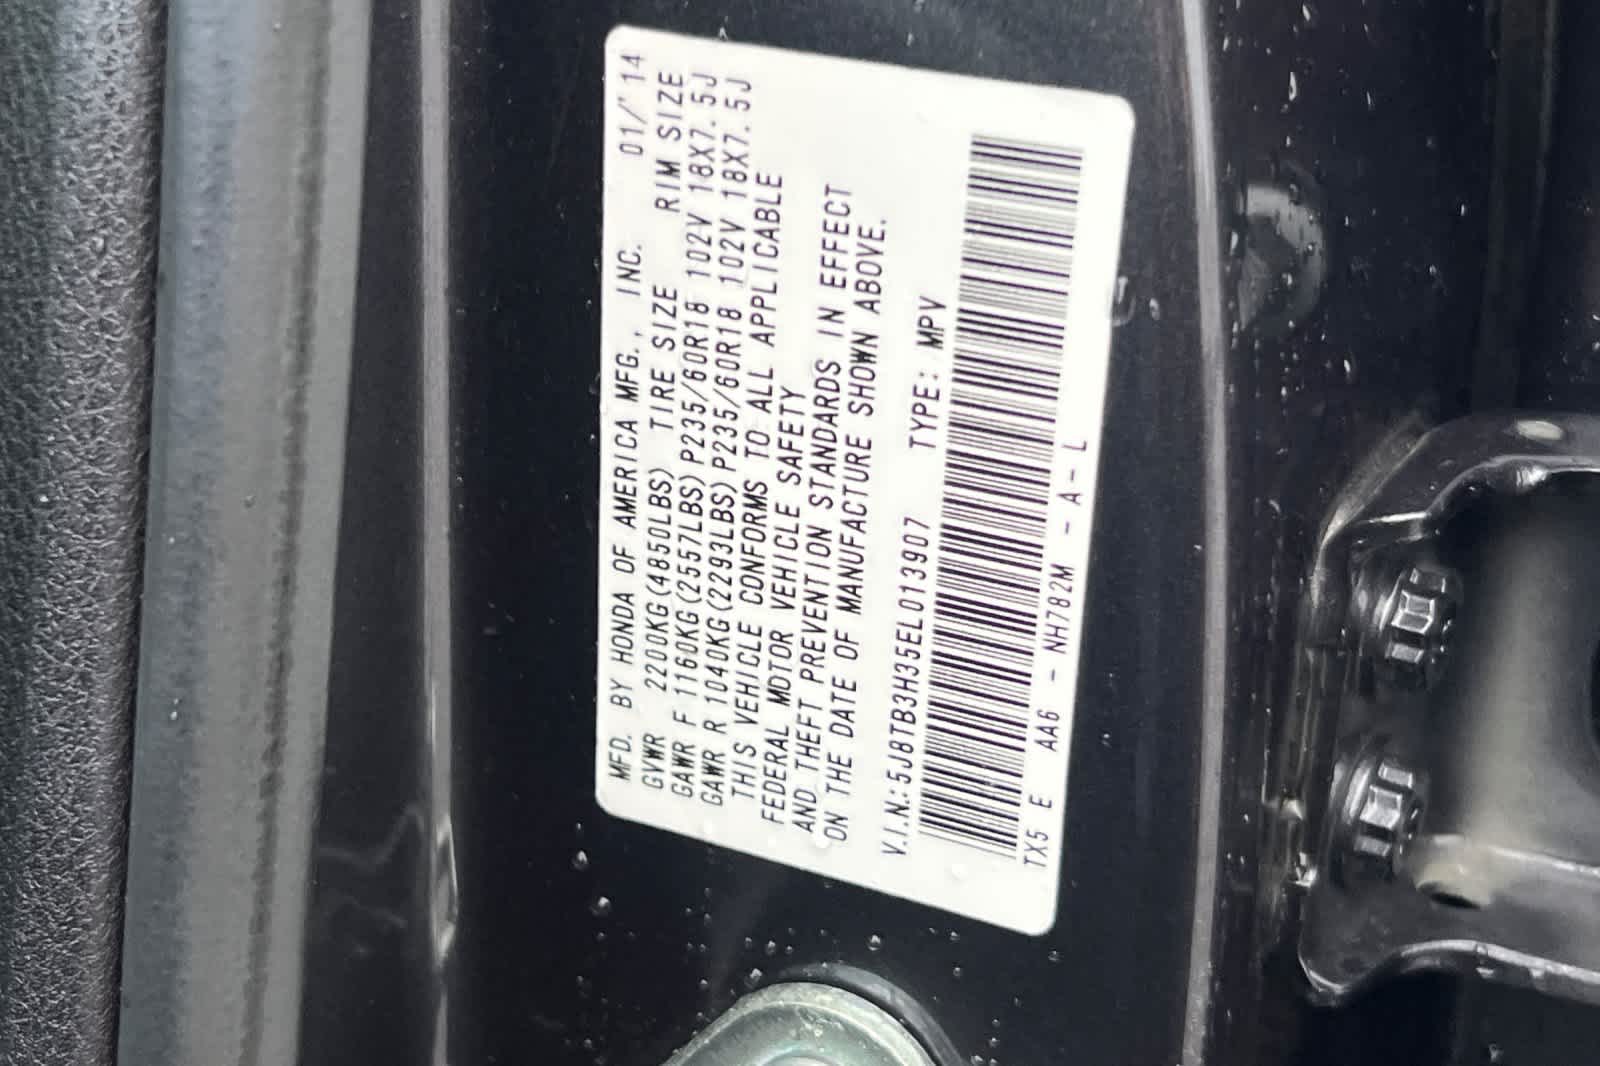 MFD. BY HONDA OF AMERICA MFG., INC. 01/'14
GVWR 2200KG(4850LBS) TIRE SIZE RIM SIZE
GAWR F 1160KG(2557LBS) P235/60R18 102V 18X7.5J
GAWR R 1040KG(2293LBS) P235/60R18 102V 18X7.5J
THIS VEHICLE CONFORMS TO ALL APPLICABLE
FEDERAL MOTOR VEHICLE SAFETY
AND THEFT PREVENTION STANDARDS IN EFFECT
ON THE DATE OF MANUFACTURE SHOWN ABOVE.
V.I.N.:5J8TB3H35EL013907 TYPE: MPV
TX5 E AA6 - NH782M - A - L